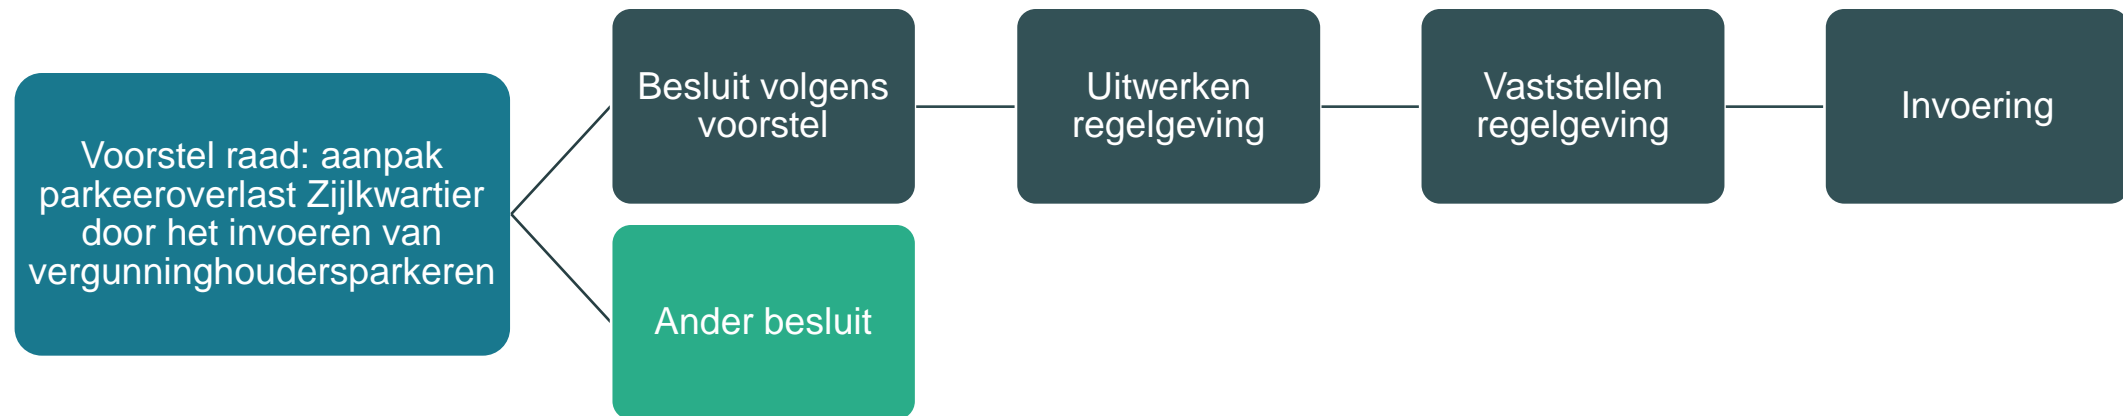 Voorstel raad: aanpak
parkeeroverlast Zijlkwartier
door het invoeren van
vergunninghoudersparkeren
Besluit volgens
voorstel
Uitwerken
regelgeving
Vaststellen
regelgeving
Invoering
Ander besluit